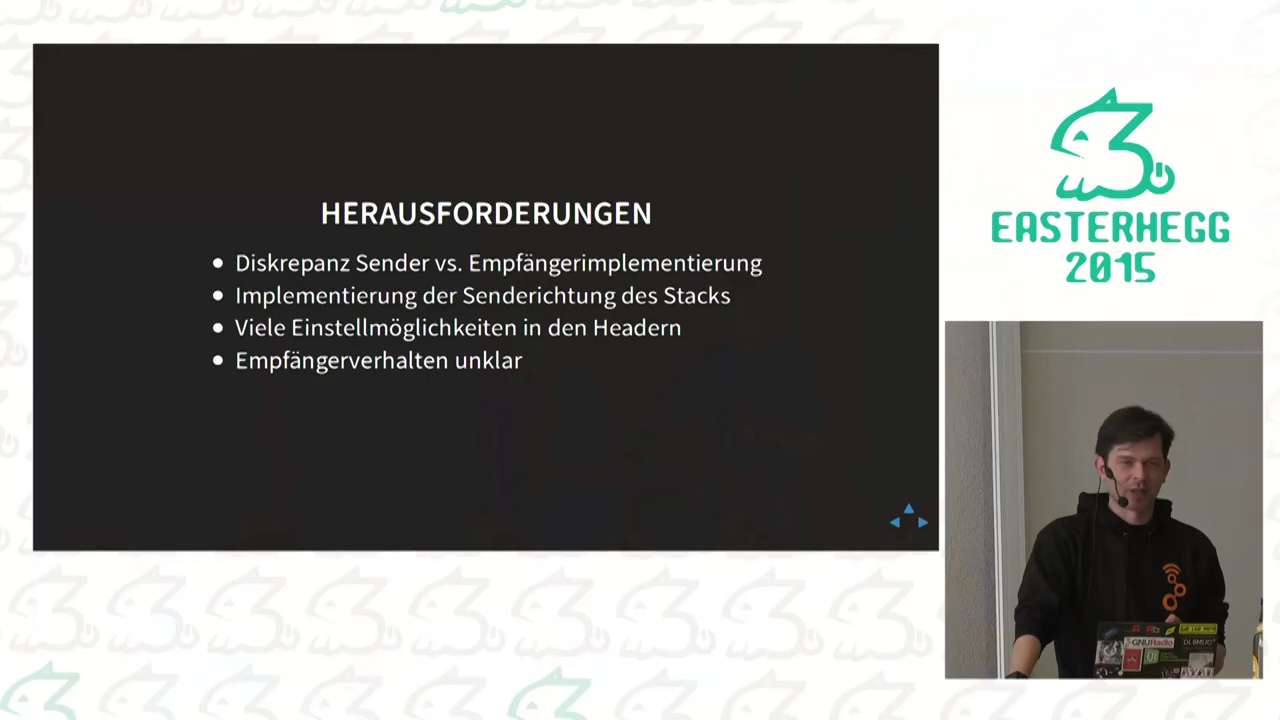 HERAUSFORDERUNGEN
Diskrepanz Sender vs. Empfängerimplementierung
Implementierung der Senderichtung des Stacks
Viele Einstellmöglichkeiten in den Headern
Empfängerverhalten unklar
EASTERHEGG
2015
GNURadio